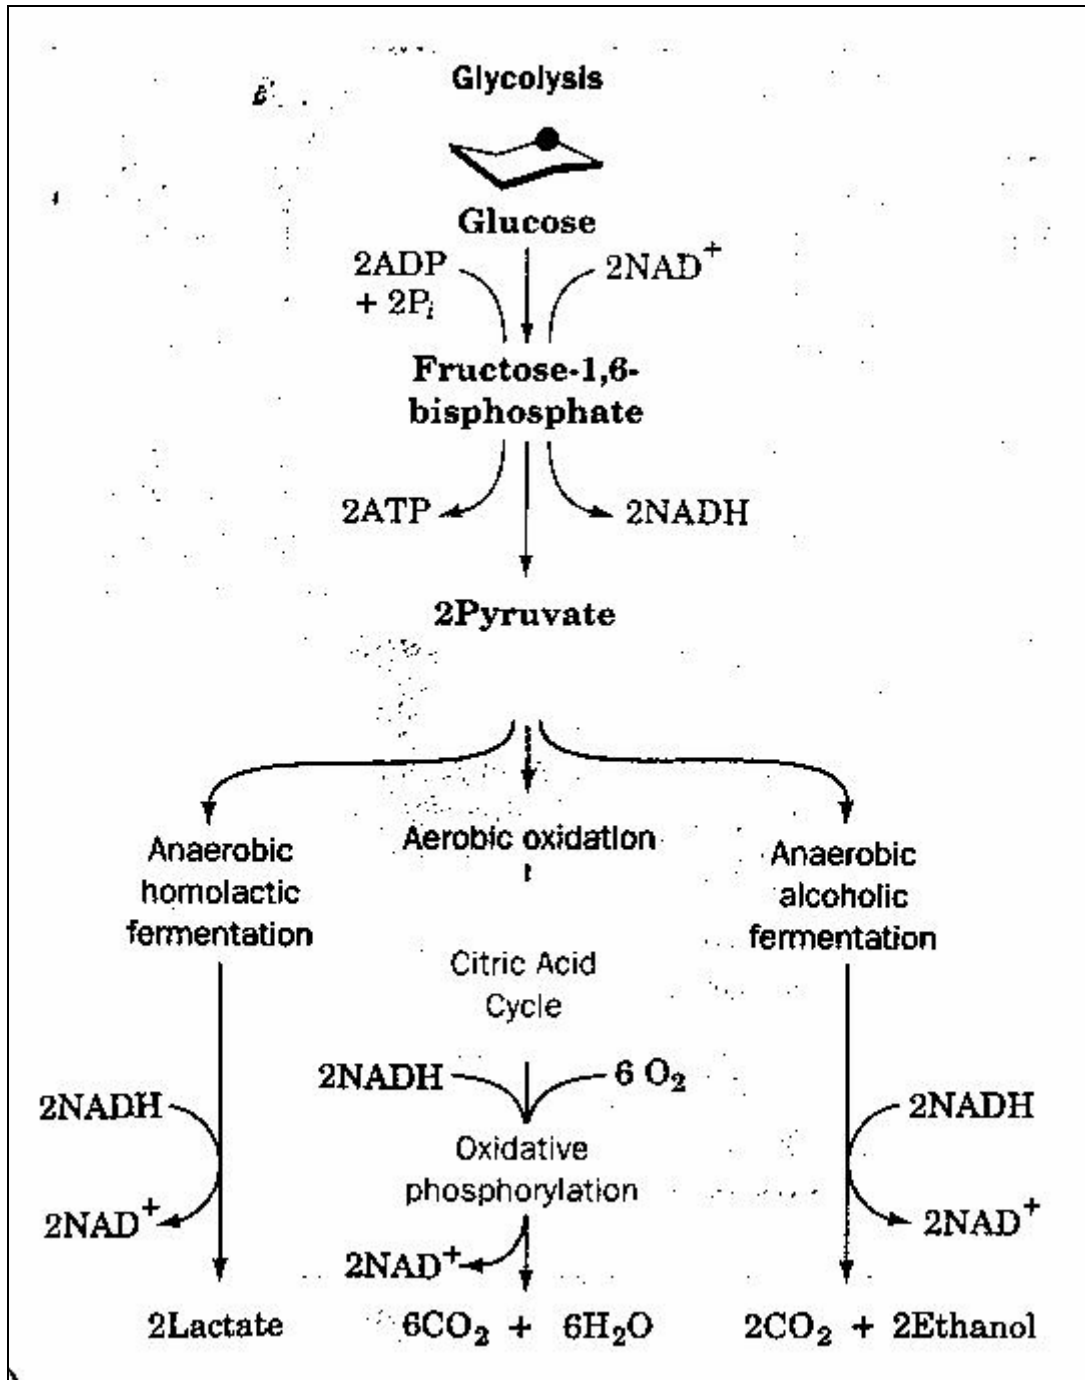 Glycolysis
Glucose
2ADP
+ 2Pi
2NAD+
Fructose-1,6-
bisphosphate
2ATP
2NADH
2Pyruvate
Anaerobic
homolactic
fermentation
Aerobic oxidation
Anaerobic
alcoholic
fermentation
Citric Acid
Cycle
2NADH
6 O2
2NADH
2NADH
Oxidative
phosphorylation
2NAD+
2NAD+
2NAD+
2Lactate
6CO2 + 6H2O
2CO2 + 2Ethanol